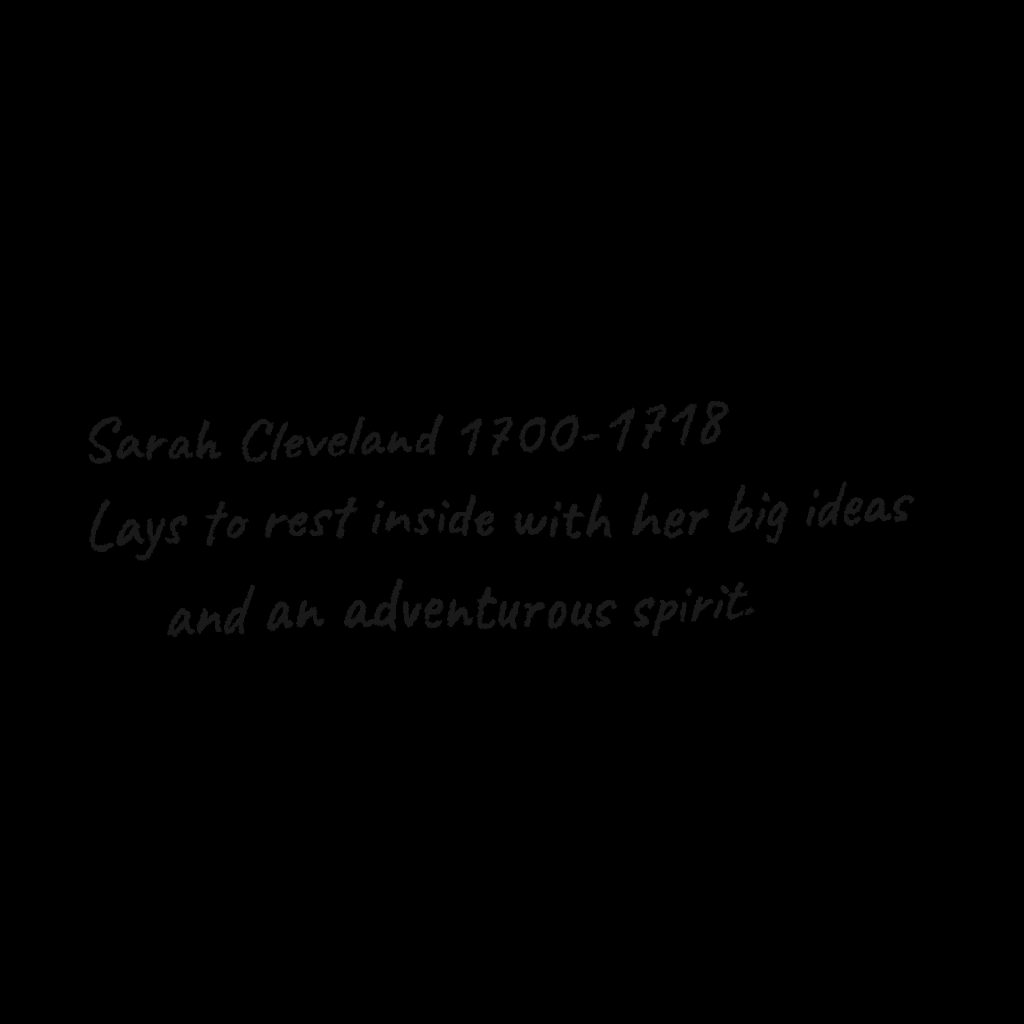 Sarah Cleveland 1700-1718
Lays to rest inside with her big ideas
and an adventurous spirit.